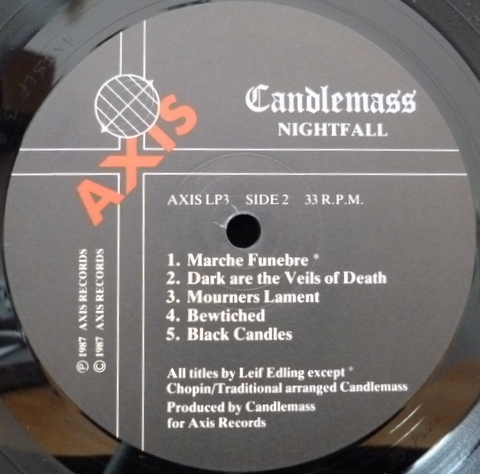 Candlemass
NIGHTFALL
AXIS
AXIS LP3 SIDE 2 33 R.P.M.
1. Marche Funebre *
2. Dark are the Veils of Death
3. Mourners Lament
4. Bewtiched
5. Black Candles
All titles by Leif Edling except *
Chopin/Traditional arranged Candlemass
Produced by Candlemass
for Axis Records
℗ 1987 AXIS RECORDS
© 1987 AXIS RECORDS